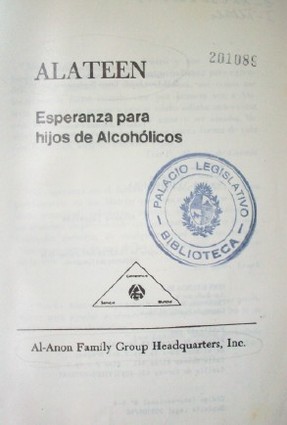 201089
ALATEEN
Esperanza para
hijos de Alcohólicos
PALACIO LEGISLATIVO
BIBLIOTECA
Al-Anon Family Group Headquarters, Inc.